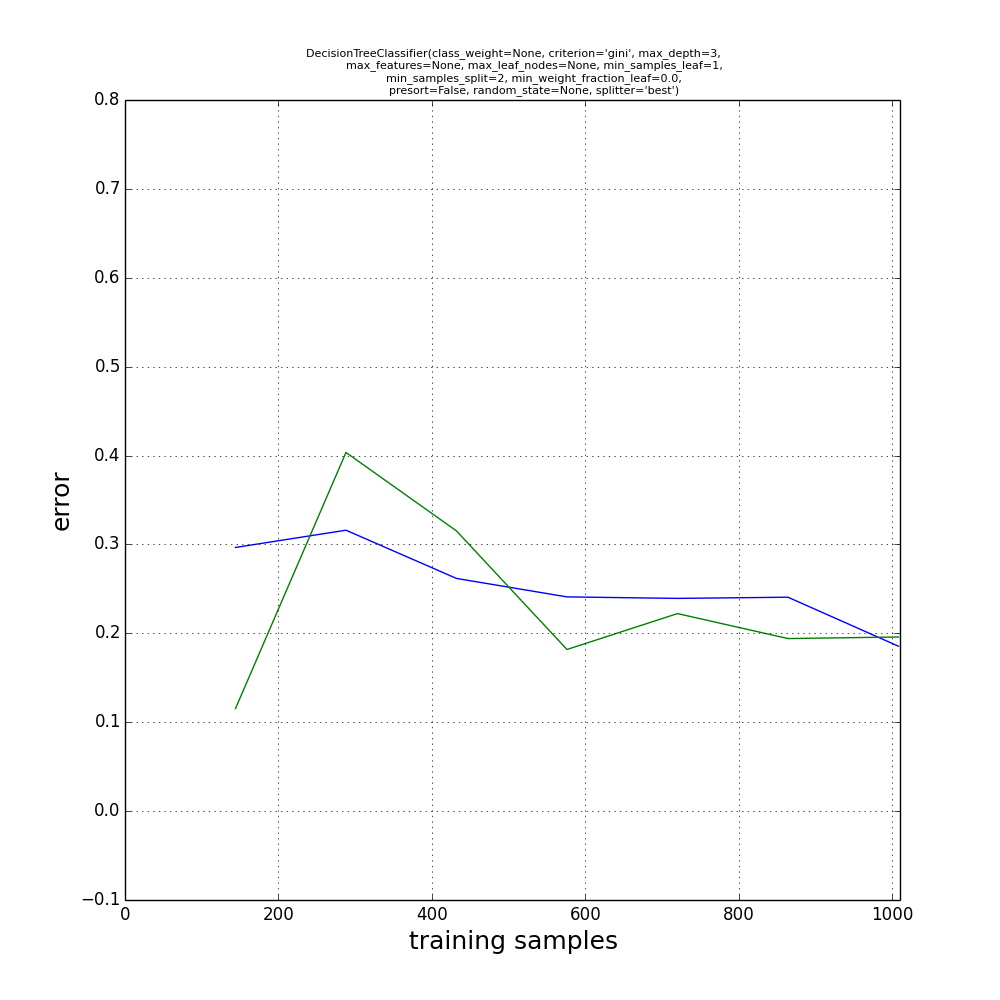 DecisionTreeClassifier(class_weight=None, criterion='gini', max_depth=3,
max_features=None, max_leaf_nodes=None, min_samples_leaf=1,
min_samples_split=2, min_weight_fraction_leaf=0.0,
presort=False, random_state=None, splitter='best')
0.8
0.7
0.6
0.5
0.4
0.3
0.2
0.1
0.0
−0.1
error
0 200 400 600 800 1000
training samples